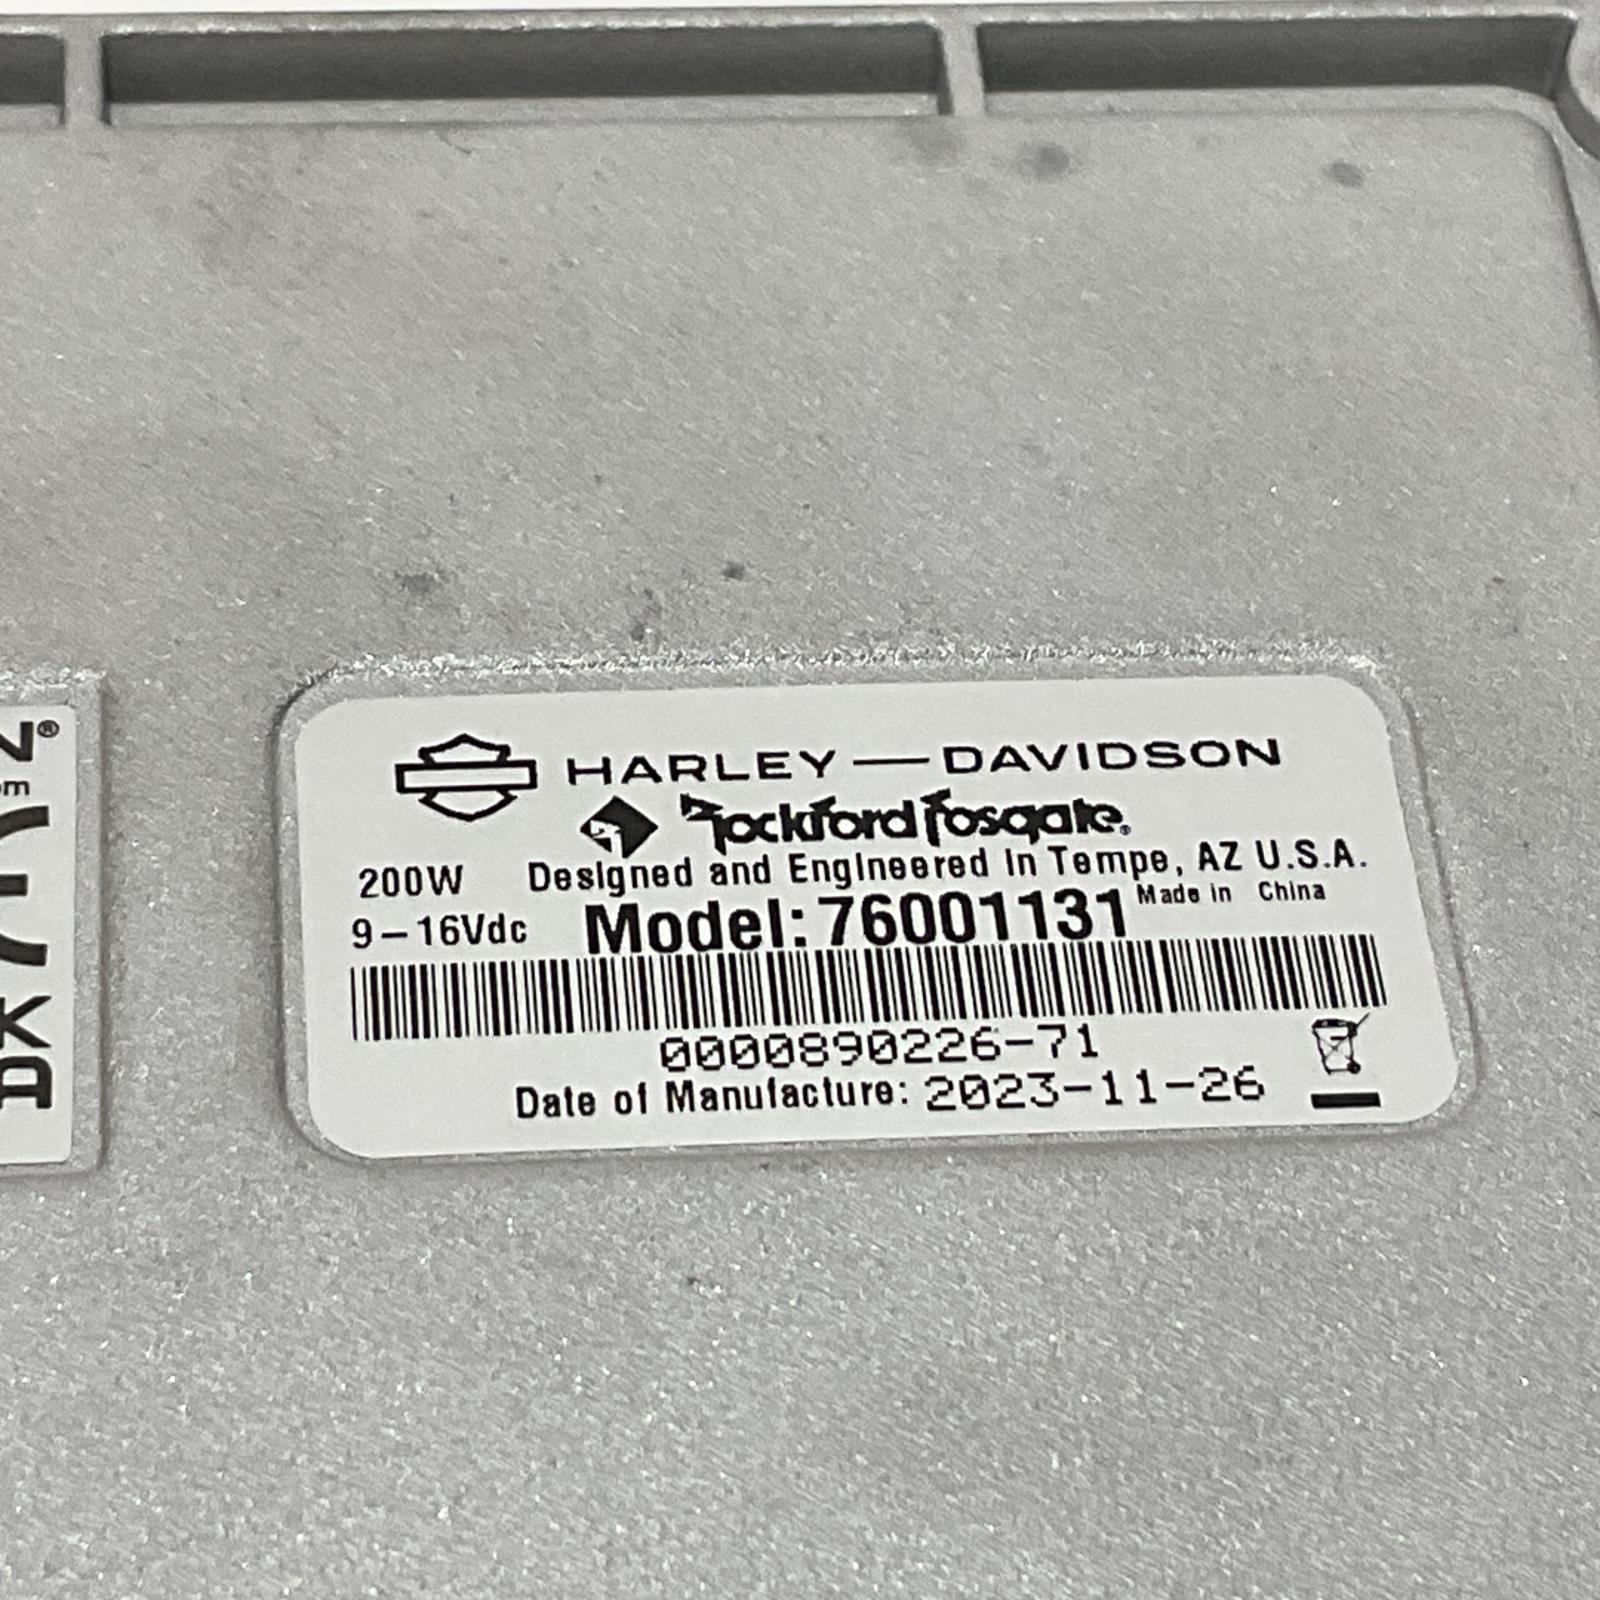 HARLEY—DAVIDSON
Rockford Fosgate®
200W Designed and Engineered in Tempe, AZ U.S.A.
9–16Vdc Model:76001131 Made in China
0000890226-71
Date of Manufacture: 2023-11-26